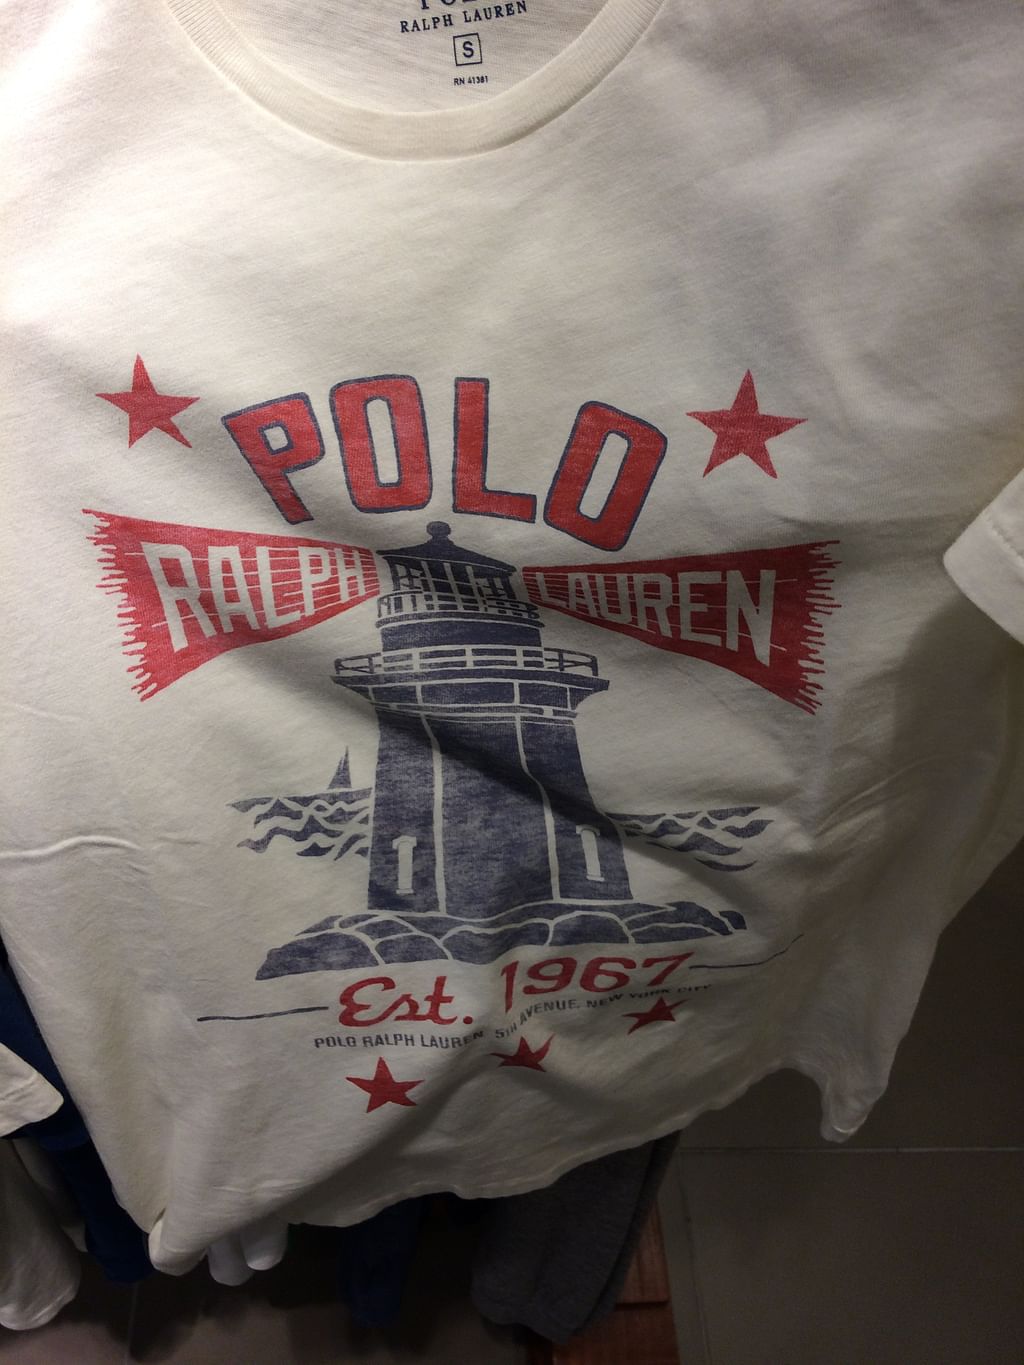 RALPH LAUREN
S
RN 41381
POLO
RALPH LAUREN
Est. 1967
POLO RALPH LAUREN 5TH AVENUE, NEW YORK CITY